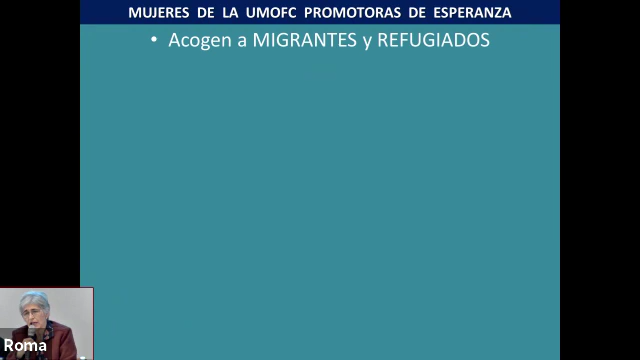 MUJERES DE LA UMOFC PROMOTORAS DE ESPERANZA
• Acogen a MIGRANTES y REFUGIADOS
Roma